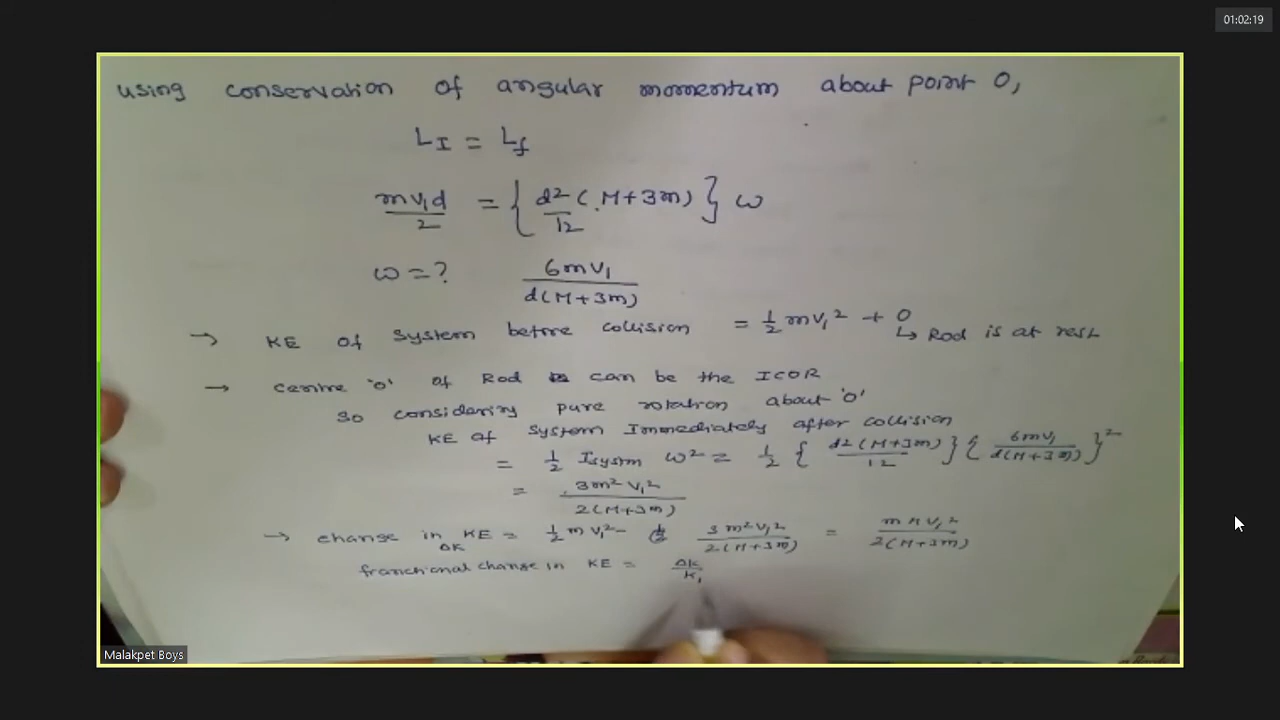 01:02:19
using conservation of angular momentum about point O,
L_I = L_f
mv₁d/2 = { d²/12 (M+3m) } ω
ω = ? 6mv₁/d(M+3m)
→ KE of system before collision = ½ mv₁² + 0
↳ Rod is at rest
→ Centre 'O' of Rod can be the ICOR
so considering pure rotation about 'O'
KE of system Immediately after collision
= ½ Isystm ω² = ½ { d²(M+3m)/12 } { 6mv₁/d(M+3m) }²
= 3m²v₁²/2(M+3m)
→ change in KE = ½ mv₁² - 3m²v₁²/2(M+3m) = mMv₁²/2(M+3m)
ΔK
franctional change in KE = ΔK/K₁
Malakpet Boys